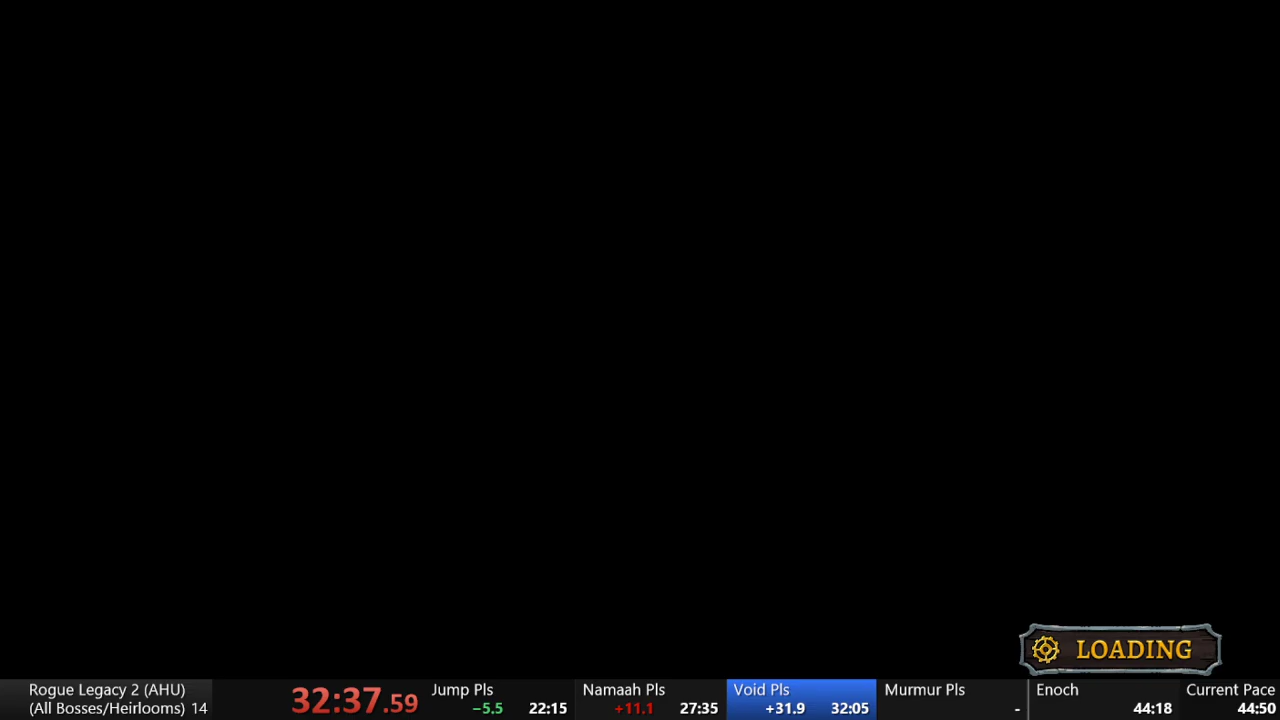 LOADING
Rogue Legacy 2 (AHU)
(All Bosses/Heirlooms) 14
32:37.59
Jump Pls
−5.5 22:15
Namaah Pls
+11.1 27:35
Void Pls
+31.9 32:05
Murmur Pls
-
Enoch
44:18
Current Pace
44:50